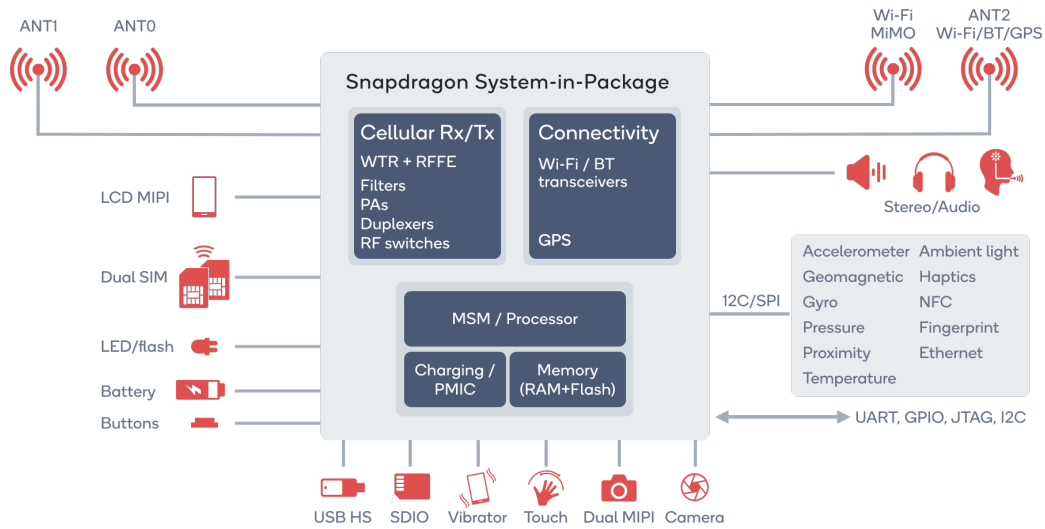 ANT1
ANT0
Wi-Fi
MiMO
ANT2
Wi-Fi/BT/GPS
Snapdragon System-in-Package
Cellular Rx/Tx
WTR + RFFE
Filters
PAs
Duplexers
RF switches
Connectivity
Wi-Fi / BT
transceivers
GPS
MSM / Processor
Charging /
PMIC
Memory
(RAM+Flash)
LCD MIPI
Dual SIM
LED/flash
Battery
Buttons
Stereo/Audio
I2C/SPI
Accelerometer
Geomagnetic
Gyro
Pressure
Proximity
Temperature
Ambient light
Haptics
NFC
Fingerprint
Ethernet
UART, GPIO, JTAG, I2C
USB HS
SDIO
Vibrator
Touch
Dual MIPI
Camera